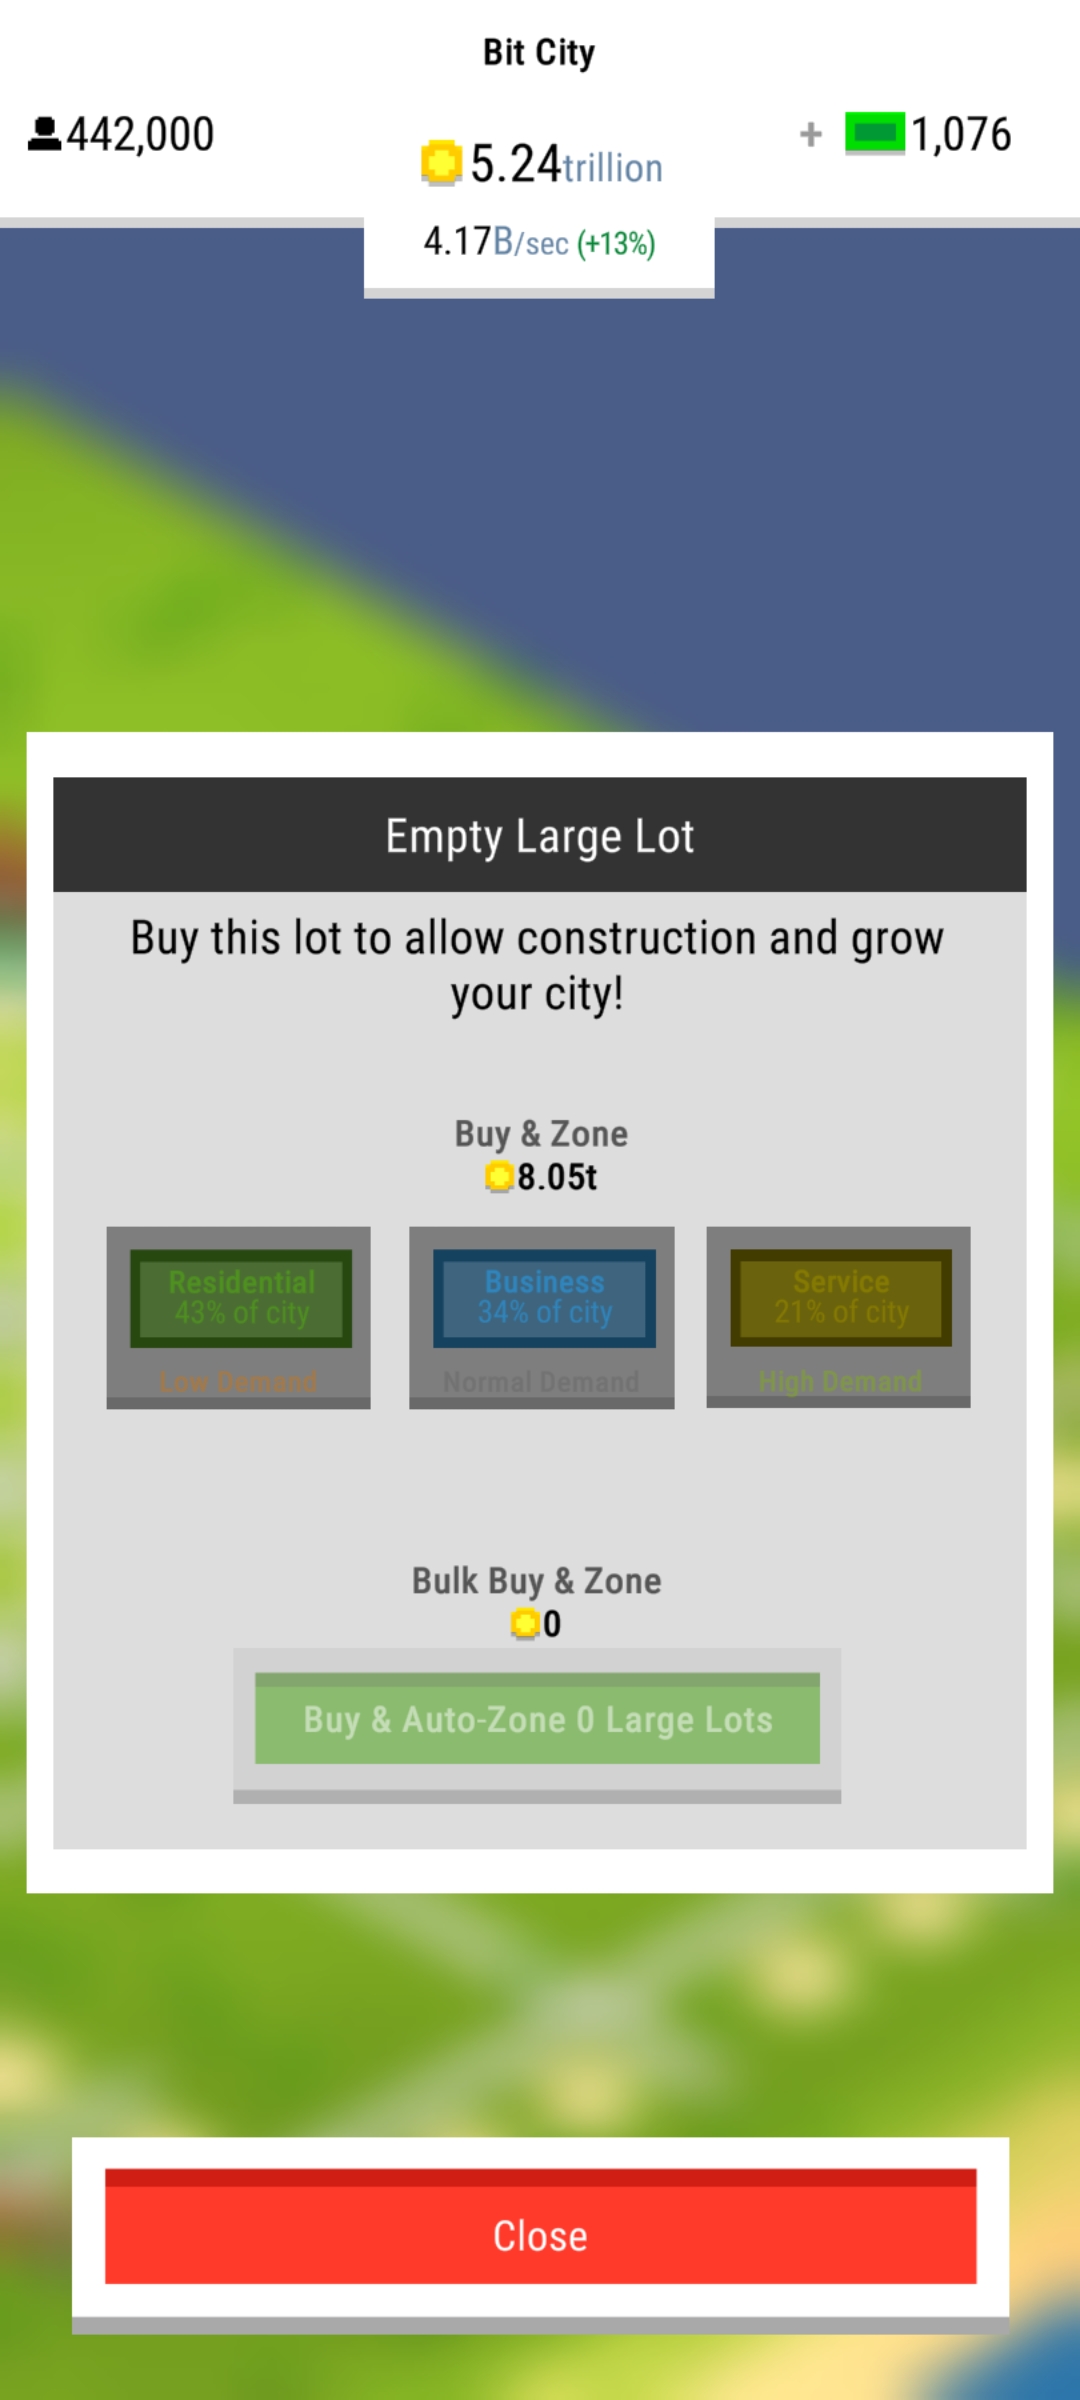 Bit City
442,000
5.24trillion
+ 1,076
4.17B/sec (+13%)
Empty Large Lot
Buy this lot to allow construction and grow
your city!
Buy & Zone
8.05t
Residential
43% of city
Low Demand
Business
34% of city
Normal Demand
Service
21% of city
High Demand
Bulk Buy & Zone
0
Buy & Auto-Zone 0 Large Lots
Close